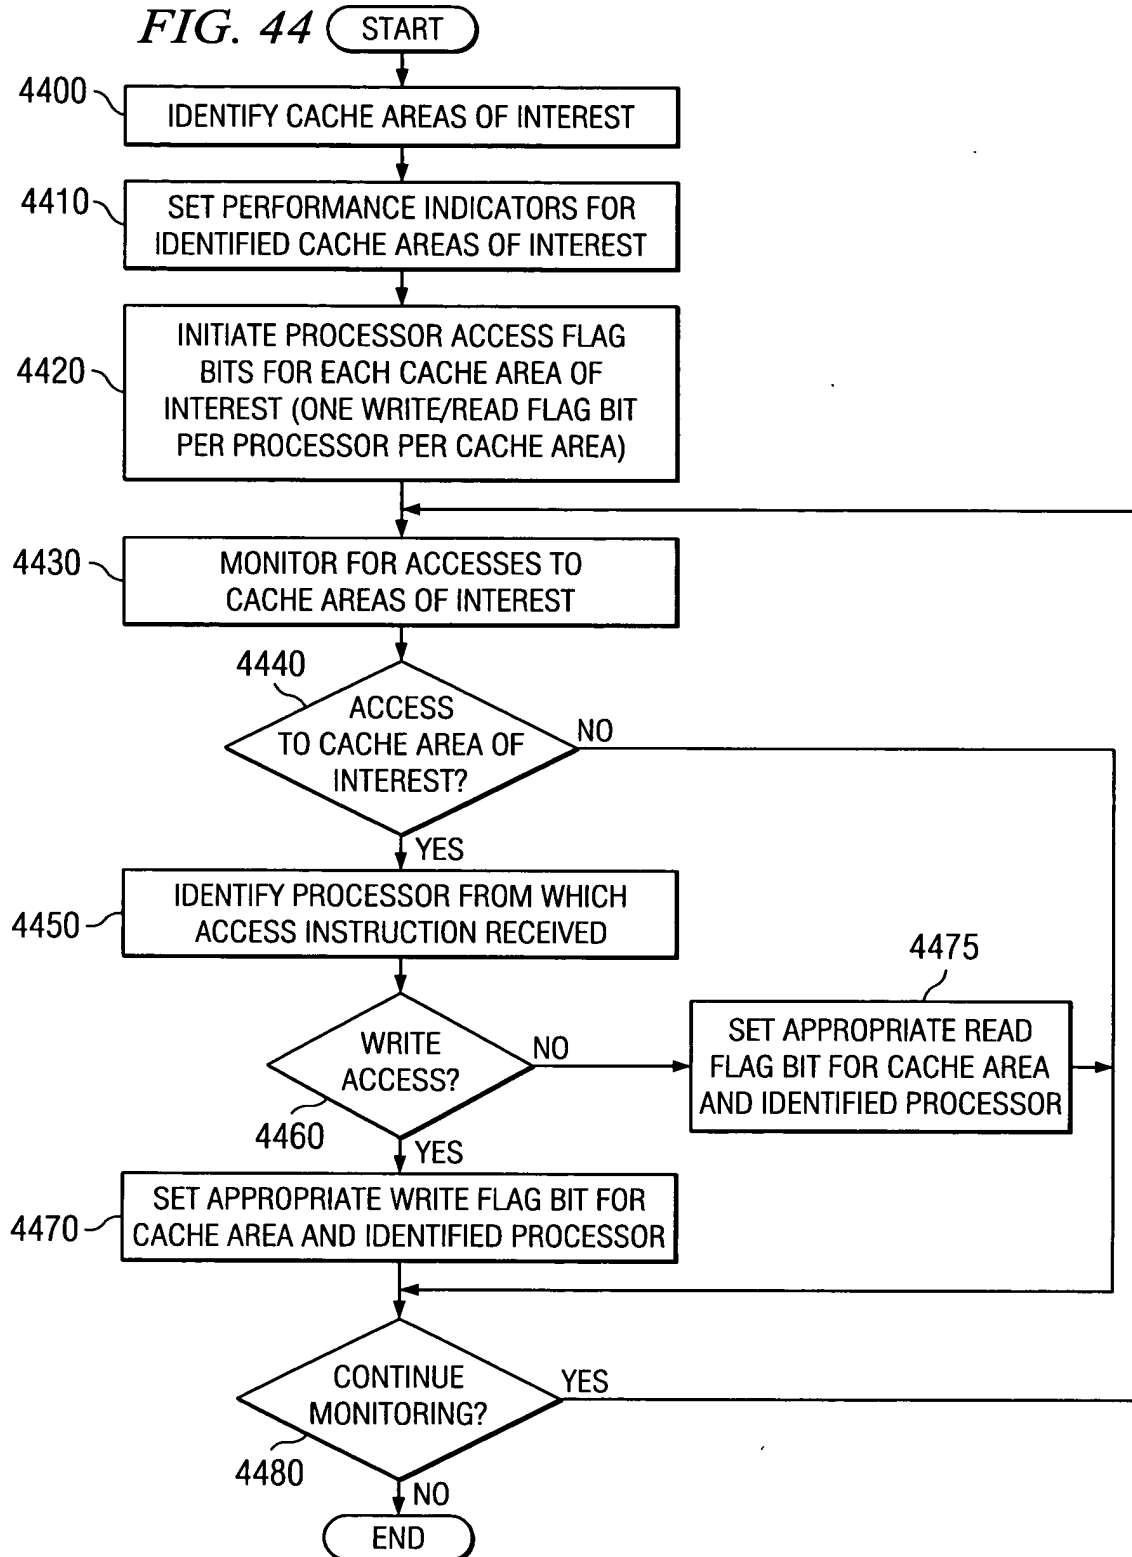 FIG. 44
START
4400
IDENTIFY CACHE AREAS OF INTEREST
4410
SET PERFORMANCE INDICATORS FOR
IDENTIFIED CACHE AREAS OF INTEREST
4420
INITIATE PROCESSOR ACCESS FLAG
BITS FOR EACH CACHE AREA OF
INTEREST (ONE WRITE/READ FLAG BIT
PER PROCESSOR PER CACHE AREA)
4430
MONITOR FOR ACCESSES TO
CACHE AREAS OF INTEREST
4440
ACCESS
TO CACHE AREA OF
INTEREST?
NO
YES
4450
IDENTIFY PROCESSOR FROM WHICH
ACCESS INSTRUCTION RECEIVED
4475
SET APPROPRIATE READ
FLAG BIT FOR CACHE AREA
AND IDENTIFIED PROCESSOR
WRITE
ACCESS?
NO
4460
YES
4470
SET APPROPRIATE WRITE FLAG BIT FOR
CACHE AREA AND IDENTIFIED PROCESSOR
CONTINUE
MONITORING?
YES
4480
NO
END